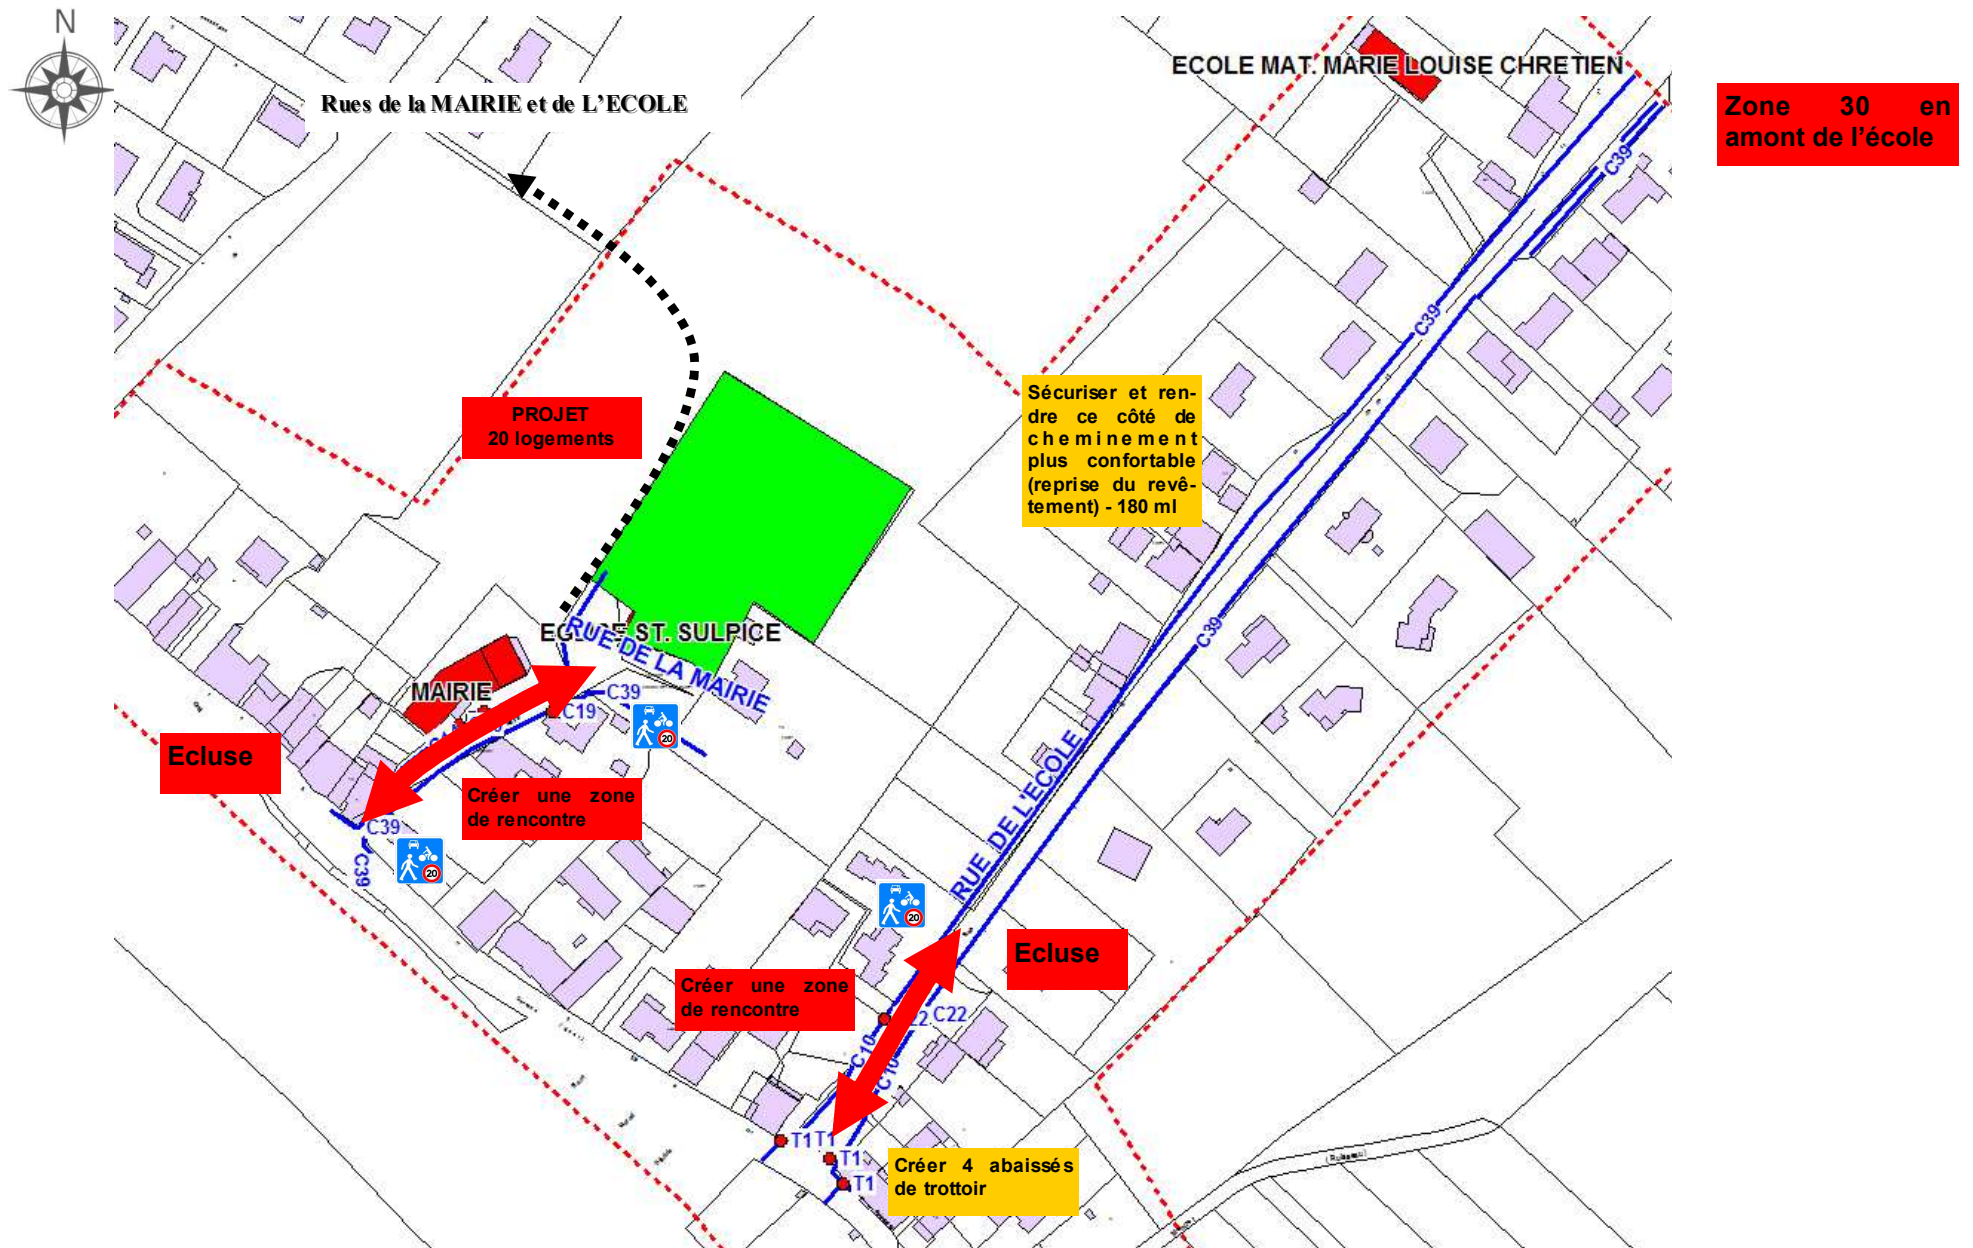 N
Rues de la MAIRIE et de L'ECOLE
ECOLE MAT. MARIE LOUISE CHRETIEN
Zone 30 en
amont de l'école
C39
C39
Sécuriser et ren-
dre ce côté de
cheminement
plus confortable
(reprise du revê-
tement) - 180 ml
PROJET
20 logements
EGLISE ST. SULPICE
RUE DE LA MAIRIE
C39
MAIRIE
C39
C19
20
Ecluse
Créer une zone
de rencontre
C39
C39
20
RUE DE L'ECOLE
20
Ecluse
Créer une zone
de rencontre
C22
C10
C10
T1
T1
T1
T1
Créer 4 abaissés
de trottoir
(Ruisseau)